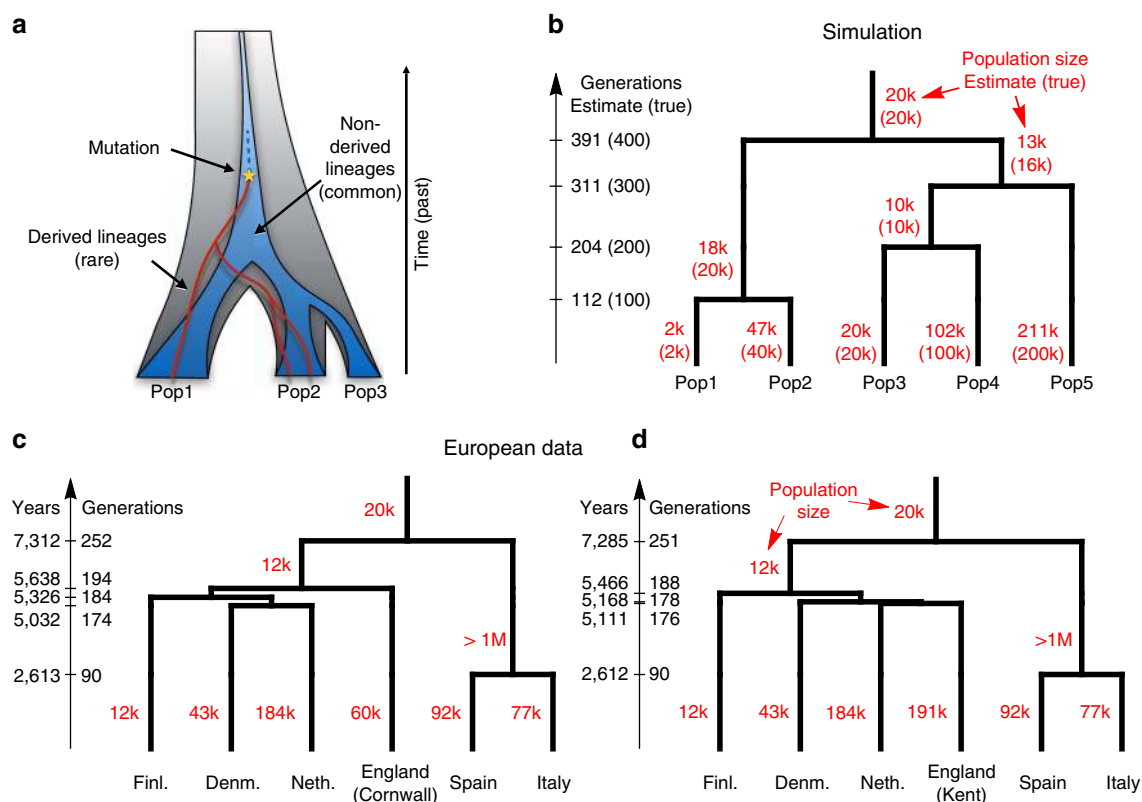 a
Mutation
Non-
derived
lineages
(common)
Derived lineages
(rare)
Time (past)
Pop1
Pop2
Pop3
b
Simulation
Generations
Estimate (true)
Population size
Estimate (true)
20k
(20k)
391 (400)
13k
(16k)
311 (300)
10k
(10k)
204 (200)
18k
(20k)
112 (100)
2k
(2k)
47k
(40k)
20k
(20k)
102k
(100k)
211k
(200k)
Pop1
Pop2
Pop3
Pop4
Pop5
European data
c
Years
Generations
20k
7,312 252
12k
5,638 194
5,326 184
5,032 174
> 1M
2,613 90
12k
43k
184k
60k
92k
77k
Finl.
Denm.
Neth.
England
(Cornwall)
Spain
Italy
d
Years
Generations
Population
size
20k
7,285 251
12k
5,466 188
5,168 178
5,111 176
>1M
2,612 90
12k
43k
184k
191k
92k
77k
Finl.
Denm.
Neth.
England
(Kent)
Spain
Italy